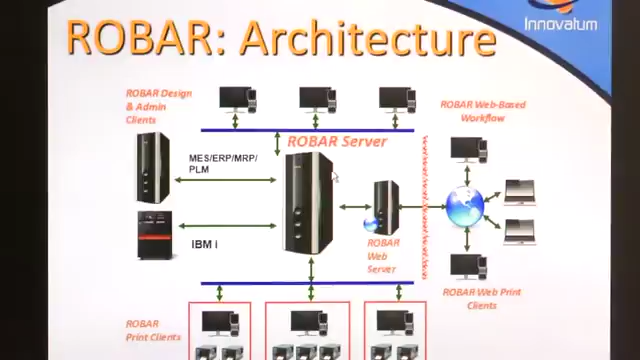 ROBAR: Architecture
Innovatum
ROBAR Design
& Admin
Clients
ROBAR Web-Based
Workflow
ROBAR Server
MES/ERP/MRP/
PLM
IBM i
ROBAR
Web
Server
ROBAR Web Print
Clients
ROBAR
Print Clients